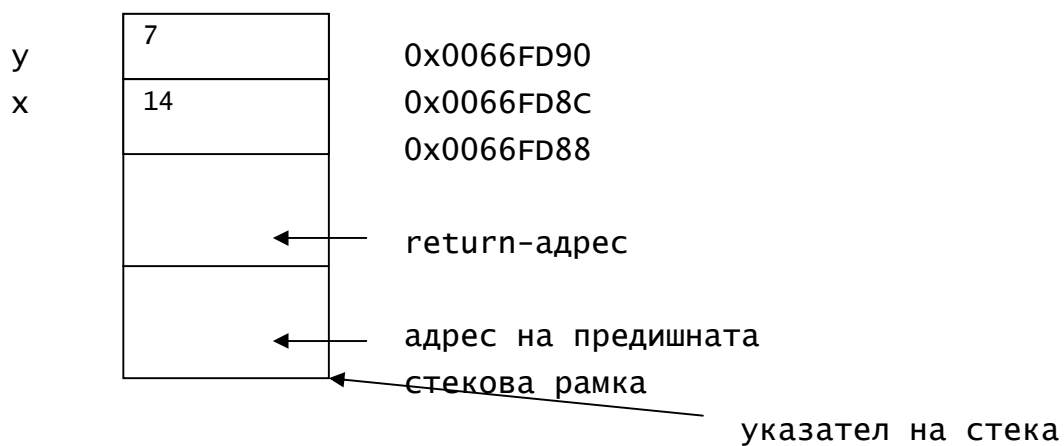 7
y 0x0066FD90
x 14 0x0066FD8C
0x0066FD88
return-адрес
адрес на предишната
стекова рамка
указател на стека